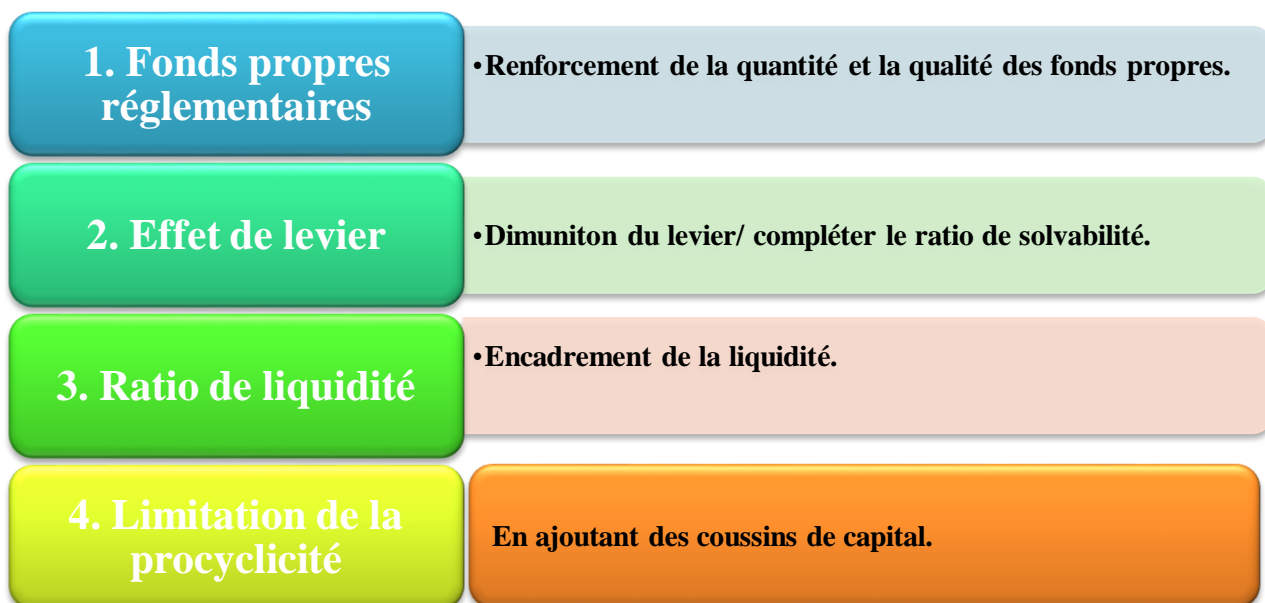 1. Fonds propres
réglementaires
•Renforcement de la quantité et la qualité des fonds propres.
2. Effet de levier
•Dimuniton du levier/ compléter le ratio de solvabilité.
3. Ratio de liquidité
•Encadrement de la liquidité.
4. Limitation de la
procyclicité
En ajoutant des coussins de capital.